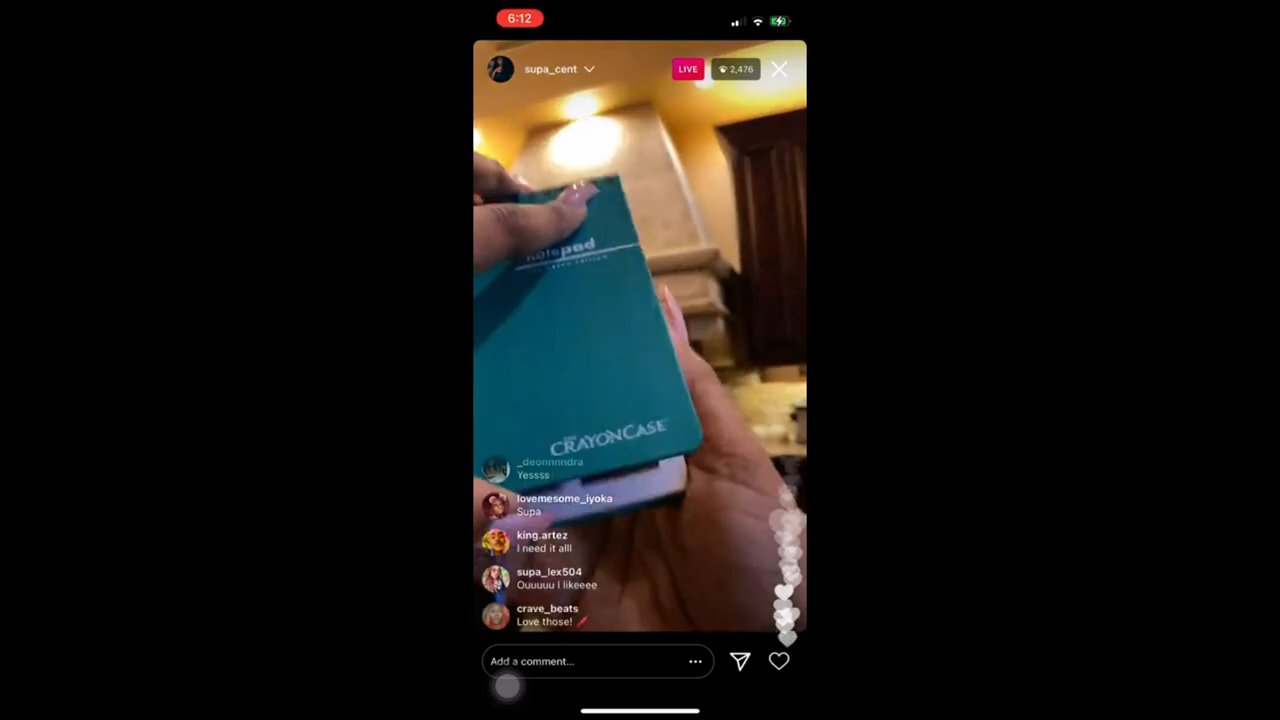 6:12
supa_cent
LIVE
2,476
notepad
THE
CRAYONCASE
_deonnnndra
Yessss
lovemesome_iyoka
Supa
king.artez
I need it alll
supa_lex504
Ouuuuu I likeeee
crave_beats
Love those!
Add a comment...